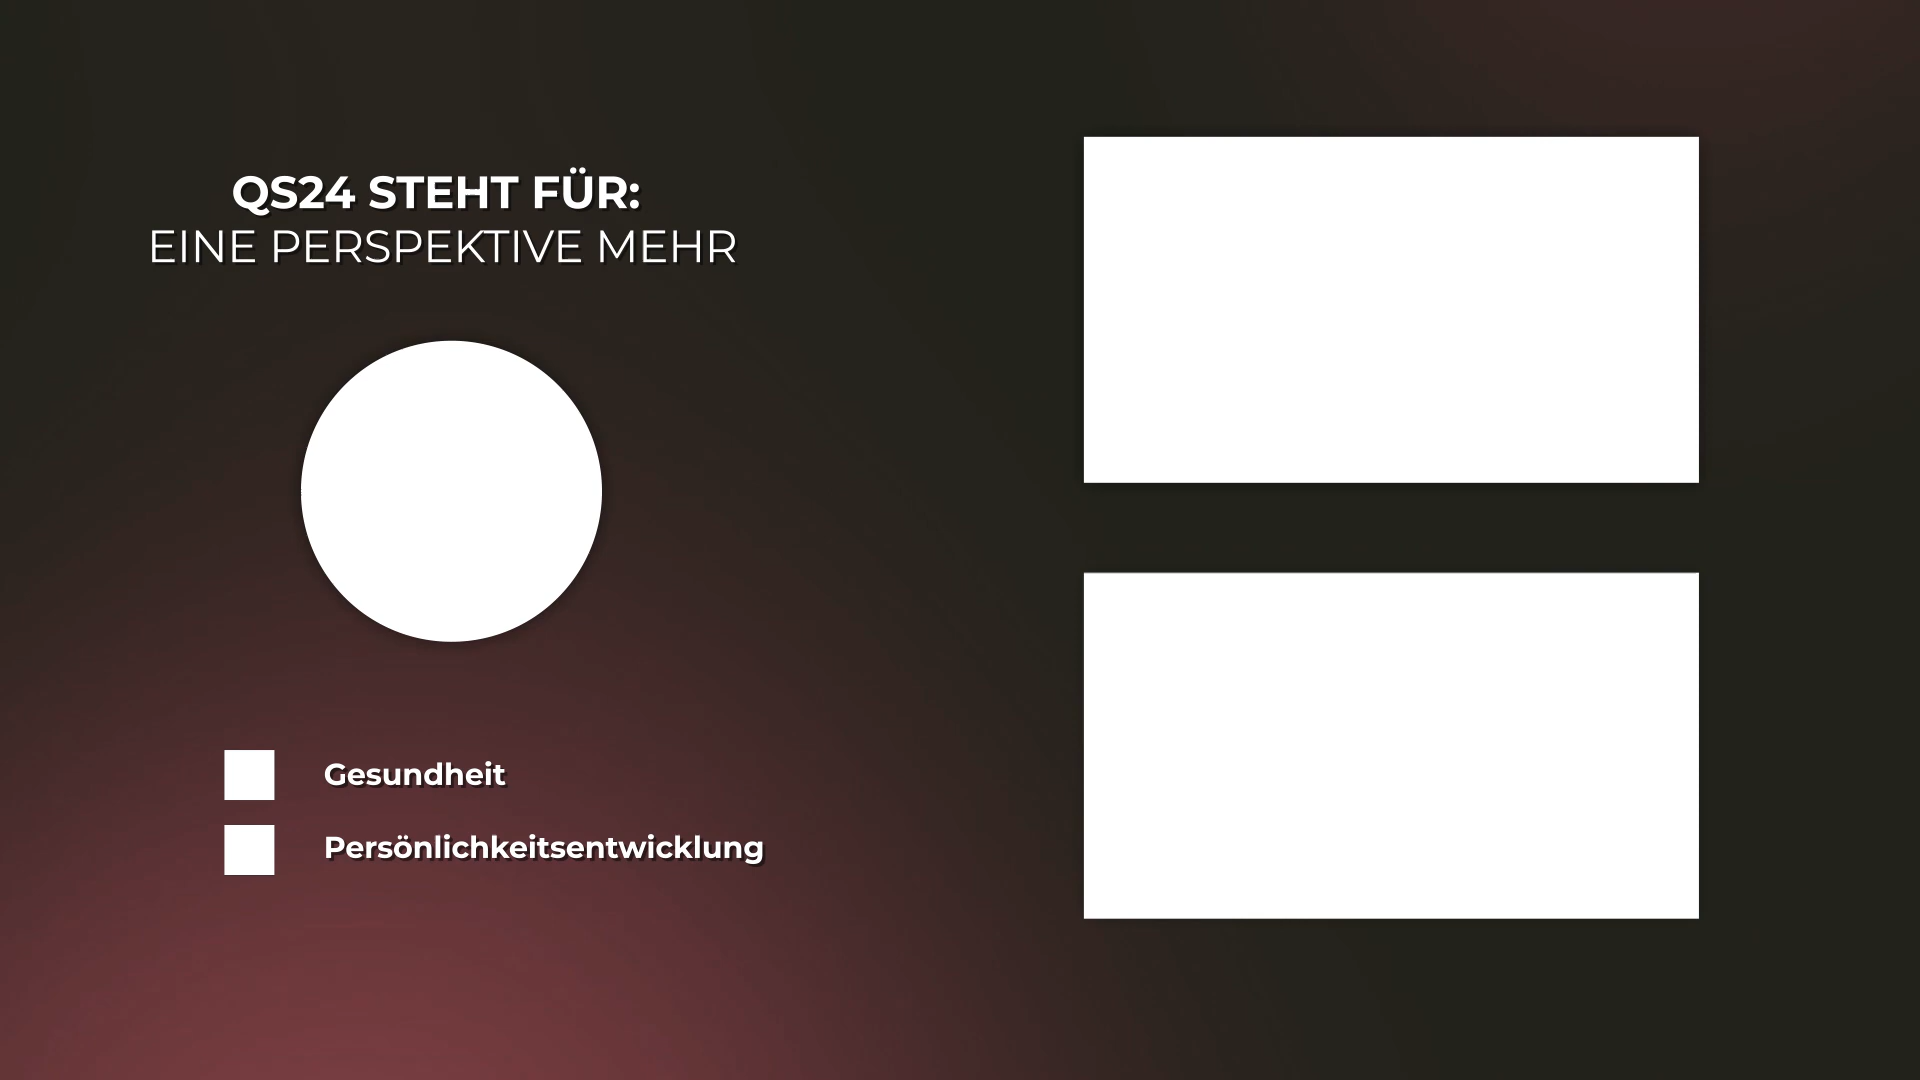 QS24 STEHT FÜR:
EINE PERSPEKTIVE MEHR
Gesundheit
Persönlichkeitsentwicklung